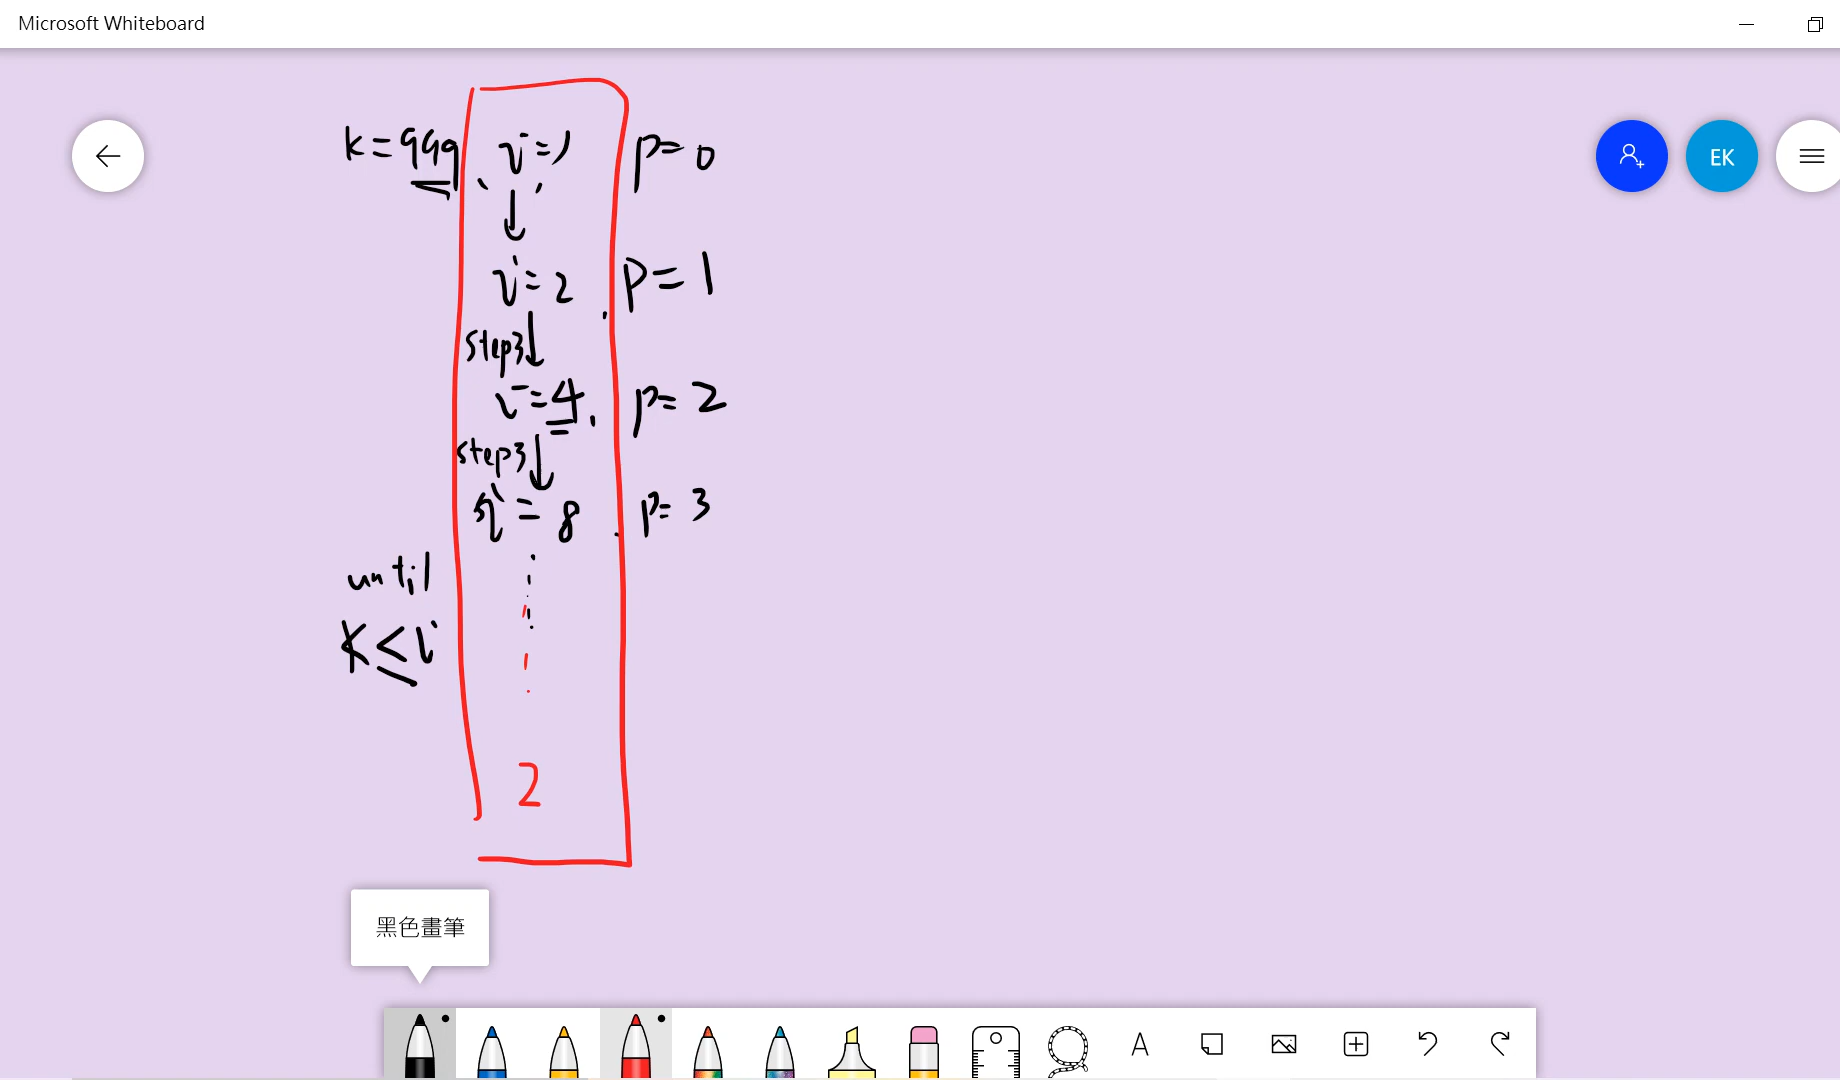 Microsoft Whiteboard
k=999, i=1, p=0
EK
i=2, p=1
step3
i=4, p=2
step3
i=8, p=3
until
K≤i
2
黑色畫筆
A